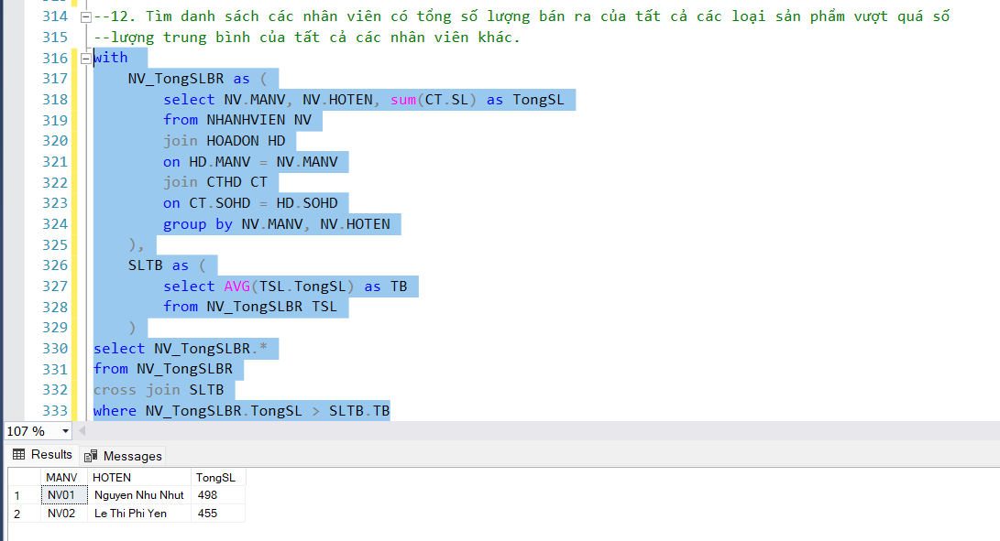 314 --12. Tìm danh sách các nhân viên có tổng số lượng bán ra của tất cả các loại sản phẩm vượt quá số
315 --lượng trung bình của tất cả các nhân viên khác.
316 with
317 NV_TongSLBR as (
318 select NV.MANV, NV.HOTEN, sum(CT.SL) as TongSL
319 from NHANHVIEN NV
320 join HOADON HD
321 on HD.MANV = NV.MANV
322 join CTHD CT
323 on CT.SOHD = HD.SOHD
324 group by NV.MANV, NV.HOTEN
325 ),
326 SLTB as (
327 select AVG(TSL.TongSL) as TB
328 from NV_TongSLBR TSL
329 )
330 select NV_TongSLBR.*
331 from NV_TongSLBR
332 cross join SLTB
333 where NV_TongSLBR.TongSL > SLTB.TB
107 %
Results Messages
MANV HOTEN TongSL
1 NV01 Nguyen Nhu Nhut 498
2 NV02 Le Thi Phi Yen 455